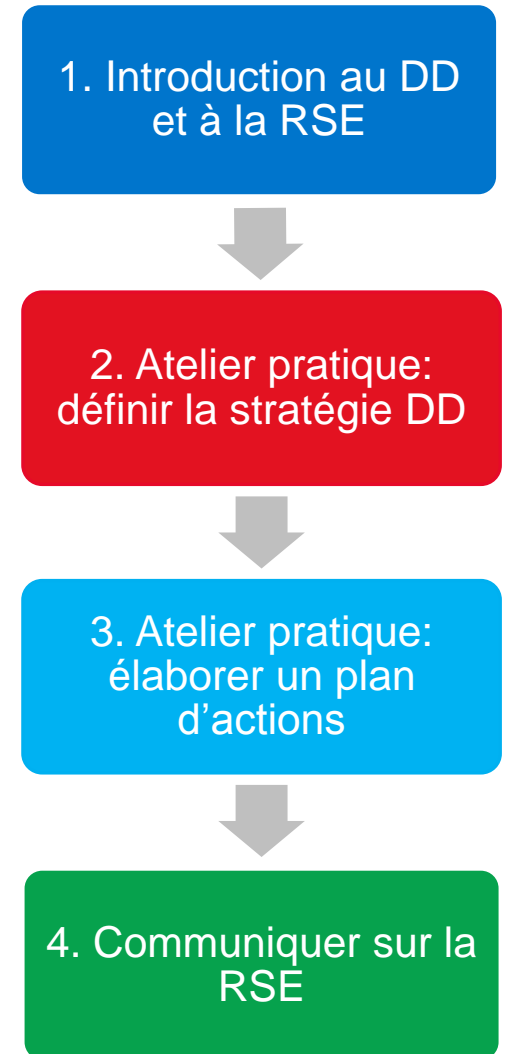 1. Introduction au DD
et à la RSE
2. Atelier pratique:
définir la stratégie DD
3. Atelier pratique:
élaborer un plan
d’actions
4. Communiquer sur la
RSE